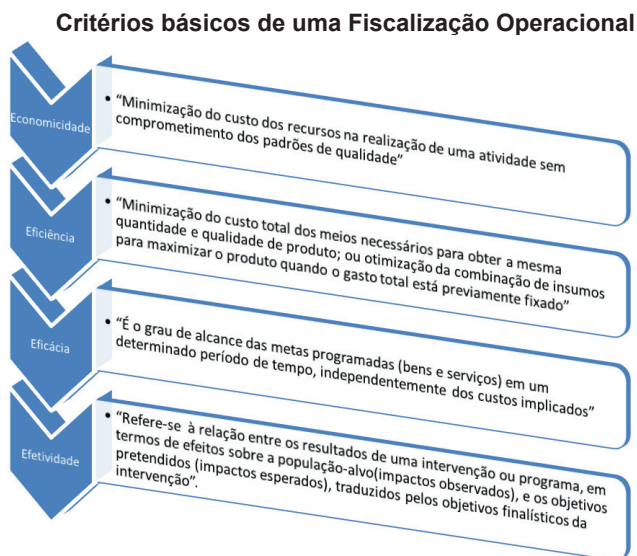 Critérios básicos de uma Fiscalização Operacional
Economicidade
• “Minimização do custo dos recursos na realização de uma atividade sem
comprometimento dos padrões de qualidade”
Eficiência
• “Minimização do custo total dos meios necessários para obter a mesma
quantidade e qualidade de produto; ou otimização da combinação de insumos
para maximizar o produto quando o gasto total está previamente fixado”
Eficácia
• “É o grau de alcance das metas programadas (bens e serviços) em um
determinado período de tempo, independentemente dos custos implicados”
Efetividade
• “Refere-se à relação entre os resultados de uma intervenção ou programa, em
termos de efeitos sobre a população-alvo(impactos observados), e os objetivos
pretendidos (impactos esperados), traduzidos pelos objetivos finalísticos da
intervenção”.